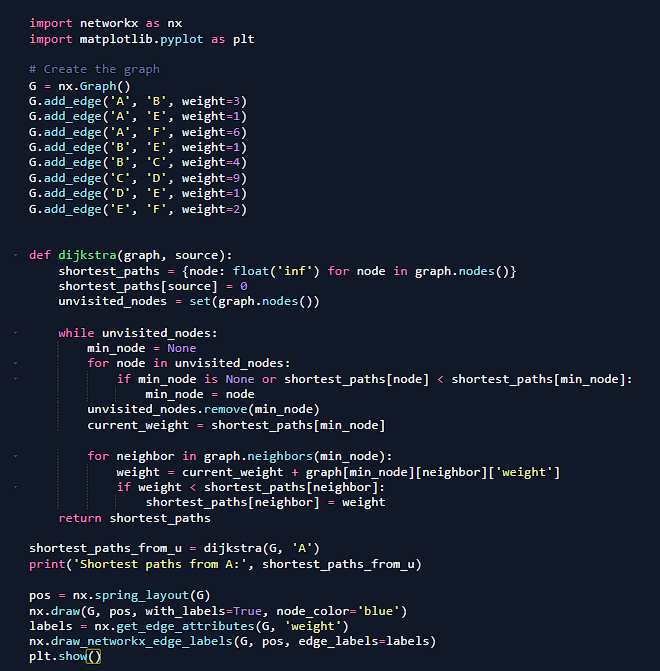 import networkx as nx
import matplotlib.pyplot as plt

# Create the graph
G = nx.Graph()
G.add_edge('A', 'B', weight=3)
G.add_edge('A', 'E', weight=1)
G.add_edge('A', 'F', weight=6)
G.add_edge('B', 'E', weight=1)
G.add_edge('B', 'C', weight=4)
G.add_edge('C', 'D', weight=9)
G.add_edge('D', 'E', weight=1)
G.add_edge('E', 'F', weight=2)


def dijkstra(graph, source):
    shortest_paths = {node: float('inf') for node in graph.nodes()}
    shortest_paths[source] = 0
    unvisited_nodes = set(graph.nodes())

    while unvisited_nodes:
        min_node = None
        for node in unvisited_nodes:
            if min_node is None or shortest_paths[node] < shortest_paths[min_node]:
                min_node = node
        unvisited_nodes.remove(min_node)
        current_weight = shortest_paths[min_node]

        for neighbor in graph.neighbors(min_node):
            weight = current_weight + graph[min_node][neighbor]['weight']
            if weight < shortest_paths[neighbor]:
                shortest_paths[neighbor] = weight
    return shortest_paths

shortest_paths_from_u = dijkstra(G, 'A')
print('Shortest paths from A:', shortest_paths_from_u)

pos = nx.spring_layout(G)
nx.draw(G, pos, with_labels=True, node_color='blue')
labels = nx.get_edge_attributes(G, 'weight')
nx.draw_networkx_edge_labels(G, pos, edge_labels=labels)
plt.show()